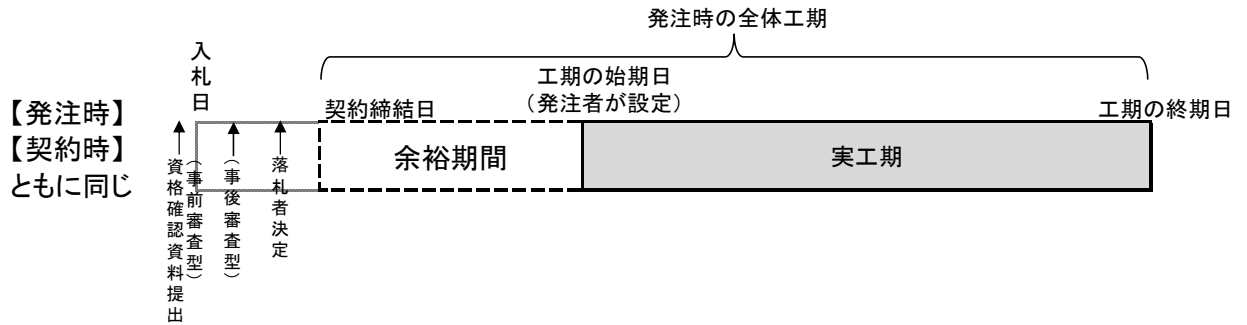 発注時の全体工期
入札日
工期の始期日
(発注者が設定)
契約締結日
工期の終期日
【発注時】
【契約時】
ともに同じ
余裕期間
実工期
資格確認資料提出
(事前審査型)
(事後審査型)
落札者決定